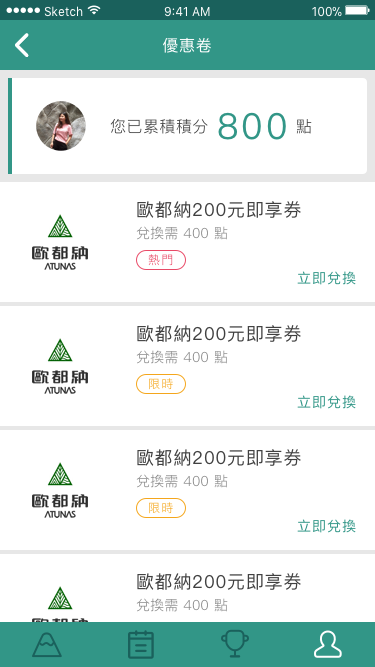 Sketch 9:41 AM 100%
優惠卷
您已累積積分 800 點
歐都納200元即享券
兌換需 400 點
熱門
歐都納
ATUNAS
立即兌換
歐都納200元即享券
兌換需 400 點
限時
歐都納
ATUNAS
立即兌換
歐都納200元即享券
兌換需 400 點
限時
歐都納
ATUNAS
立即兌換
歐都納200元即享券
兌換需 400 點